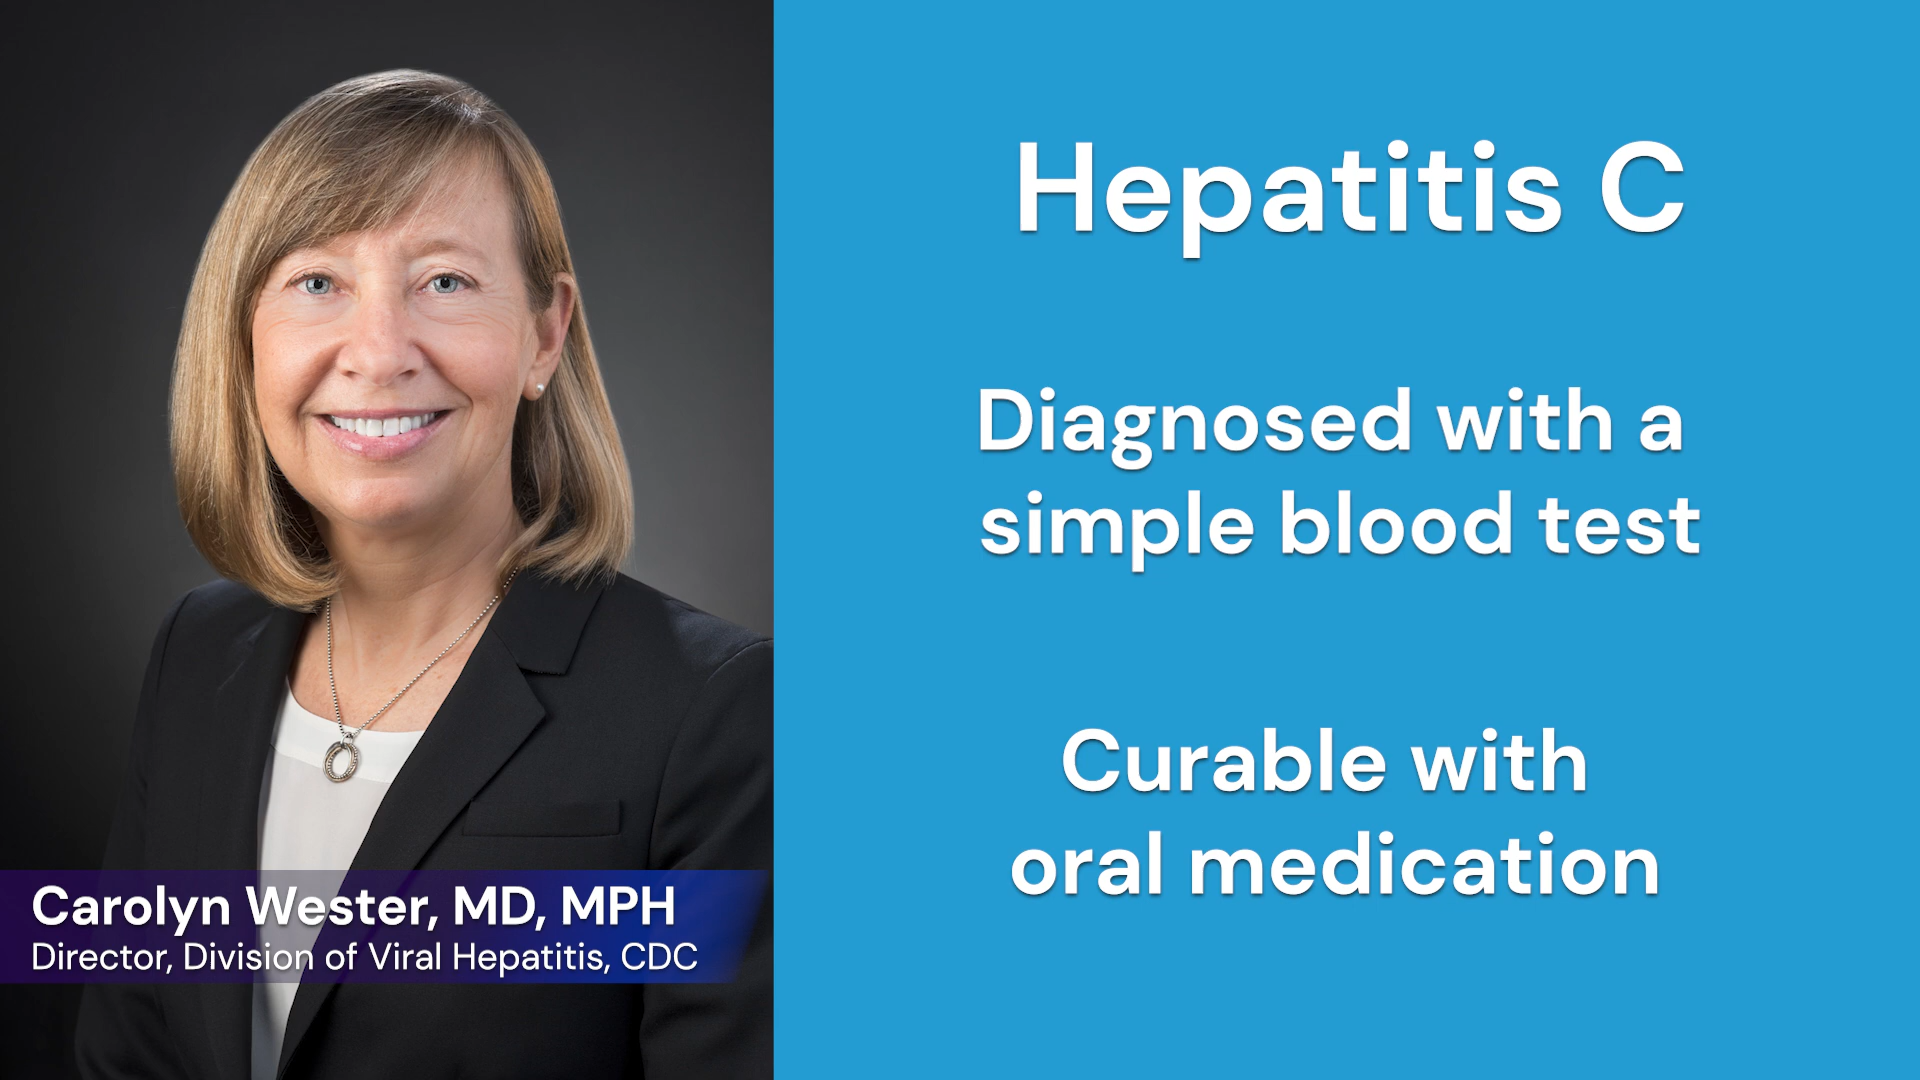 Hepatitis C
Diagnosed with a
simple blood test
Curable with
oral medication
Carolyn Wester, MD, MPH
Director, Division of Viral Hepatitis, CDC